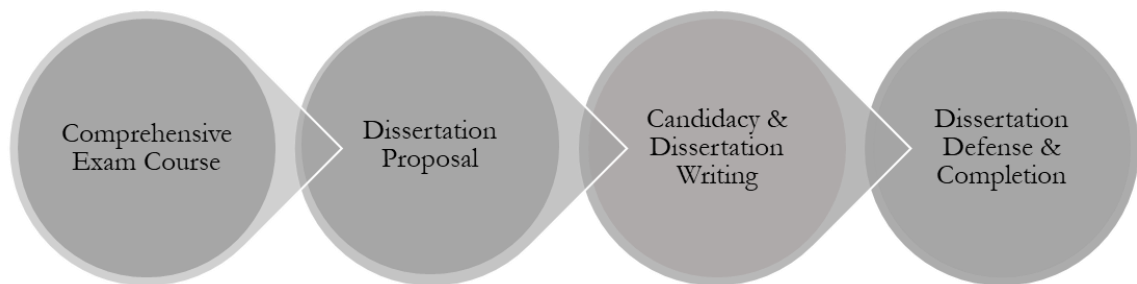 Comprehensive
Exam Course
Dissertation
Proposal
Candidacy &
Dissertation
Writing
Dissertation
Defense &
Completion